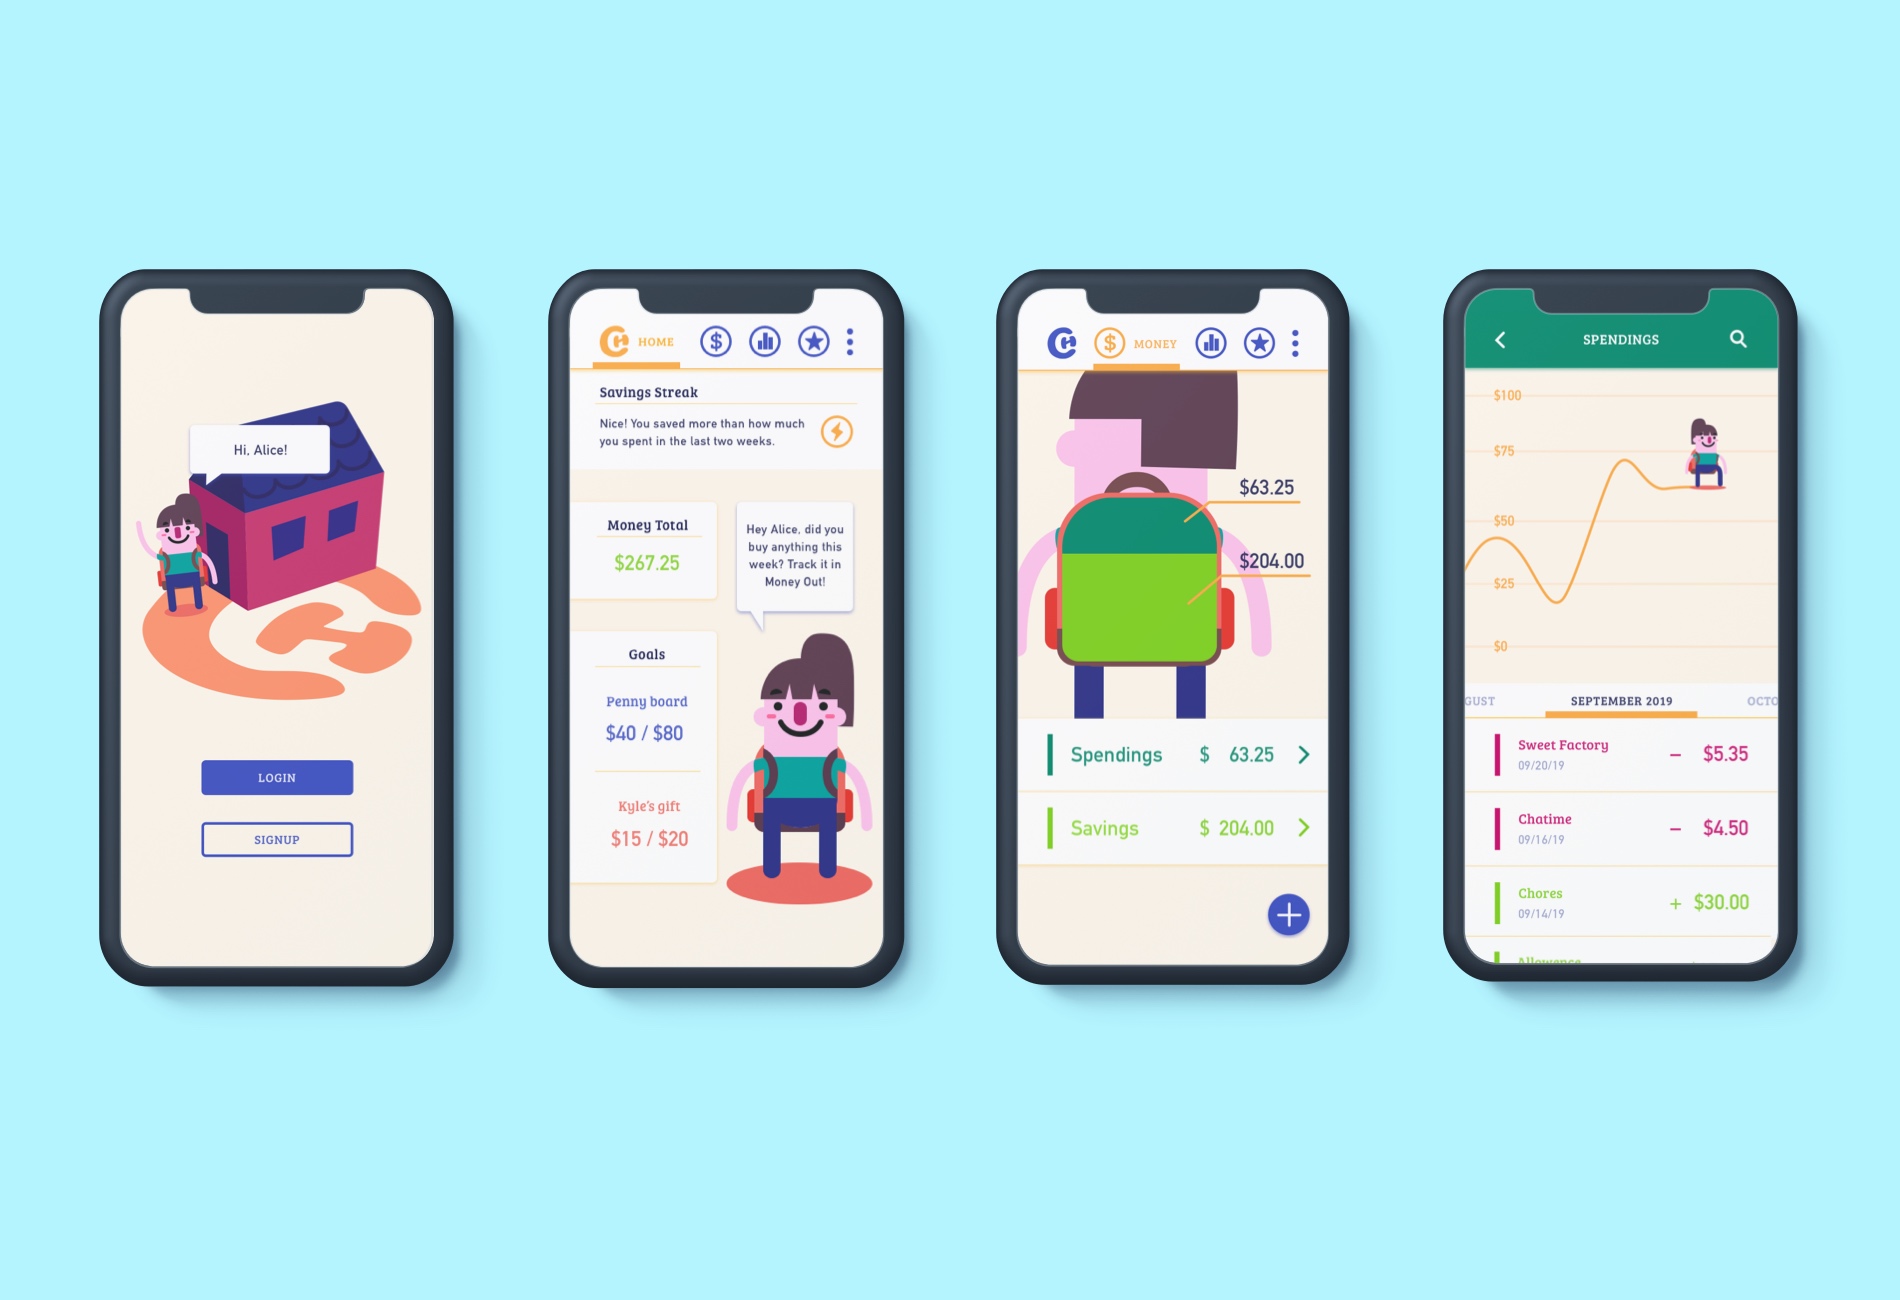 Hi, Alice!
LOGIN
SIGNUP
HOME
Savings Streak
Nice! You saved more than how much
you spent in the last two weeks.
Money Total
$267.25
Hey Alice, did you
buy anything this
week? Track it in
Money Out!
Goals
Penny board
$40 / $80
Kyle's gift
$15 / $20
MONEY
$63.25
$204.00
Spendings $ 63.25
Savings $ 204.00
SPENDINGS
$100
$75
$50
$25
$0
GUST SEPTEMBER 2019 OCTO
Sweet Factory
09/20/19
– $5.35
Chatime
09/16/19
– $4.50
Chores
09/14/19
+ $30.00
Allowence